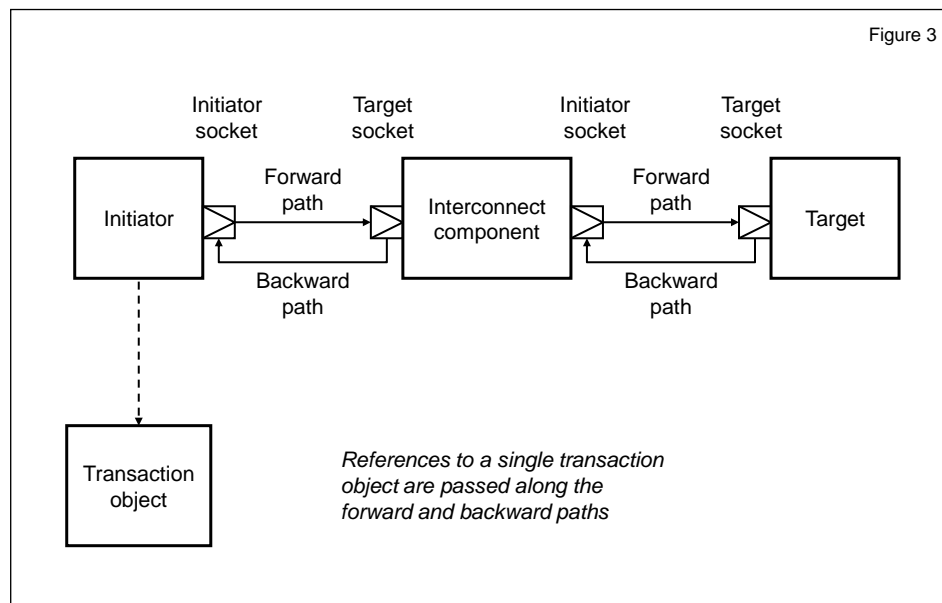 Figure 3
Initiator
socket
Target
socket
Initiator
socket
Target
socket
Initiator
Forward
path
Backward
path
Interconnect
component
Forward
path
Backward
path
Target
Transaction
object
References to a single transaction
object are passed along the
forward and backward paths